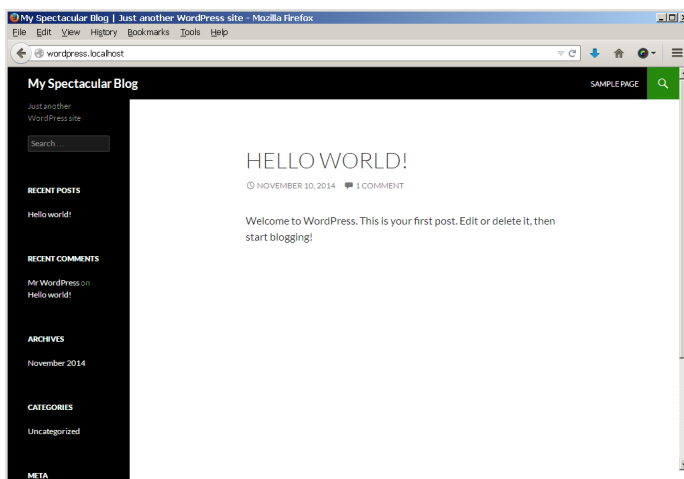 My Spectacular Blog | Just another WordPress site - Mozilla Firefox
File Edit View History Bookmarks Tools Help
wordpress.localhost
My Spectacular Blog
SAMPLE PAGE
Just another
WordPress site
Search ...
HELLO WORLD!
NOVEMBER 10, 2014 1 COMMENT
RECENT POSTS
Hello world!
Welcome to WordPress. This is your first post. Edit or delete it, then
start blogging!
RECENT COMMENTS
Mr WordPress on
Hello world!
ARCHIVES
November 2014
CATEGORIES
Uncategorized
META